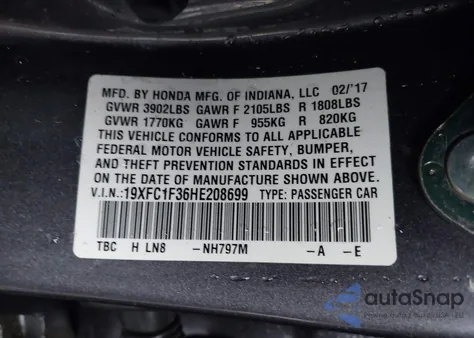 MFD. BY HONDA MFG. OF INDIANA, LLC 02/'17
GVWR 3902LBS GAWR F 2105LBS R 1808LBS
GVWR 1770KG GAWR F 955KG R 820KG
THIS VEHICLE CONFORMS TO ALL APPLICABLE
FEDERAL MOTOR VEHICLE SAFETY, BUMPER,
AND THEFT PREVENTION STANDARDS IN EFFECT
ON THE DATE OF MANUFACTURE SHOWN ABOVE.
V.I.N.:19XFC1F36HE208699 TYPE: PASSENGER CAR
TBC H LN8 -NH797M -A -E
autoSnap